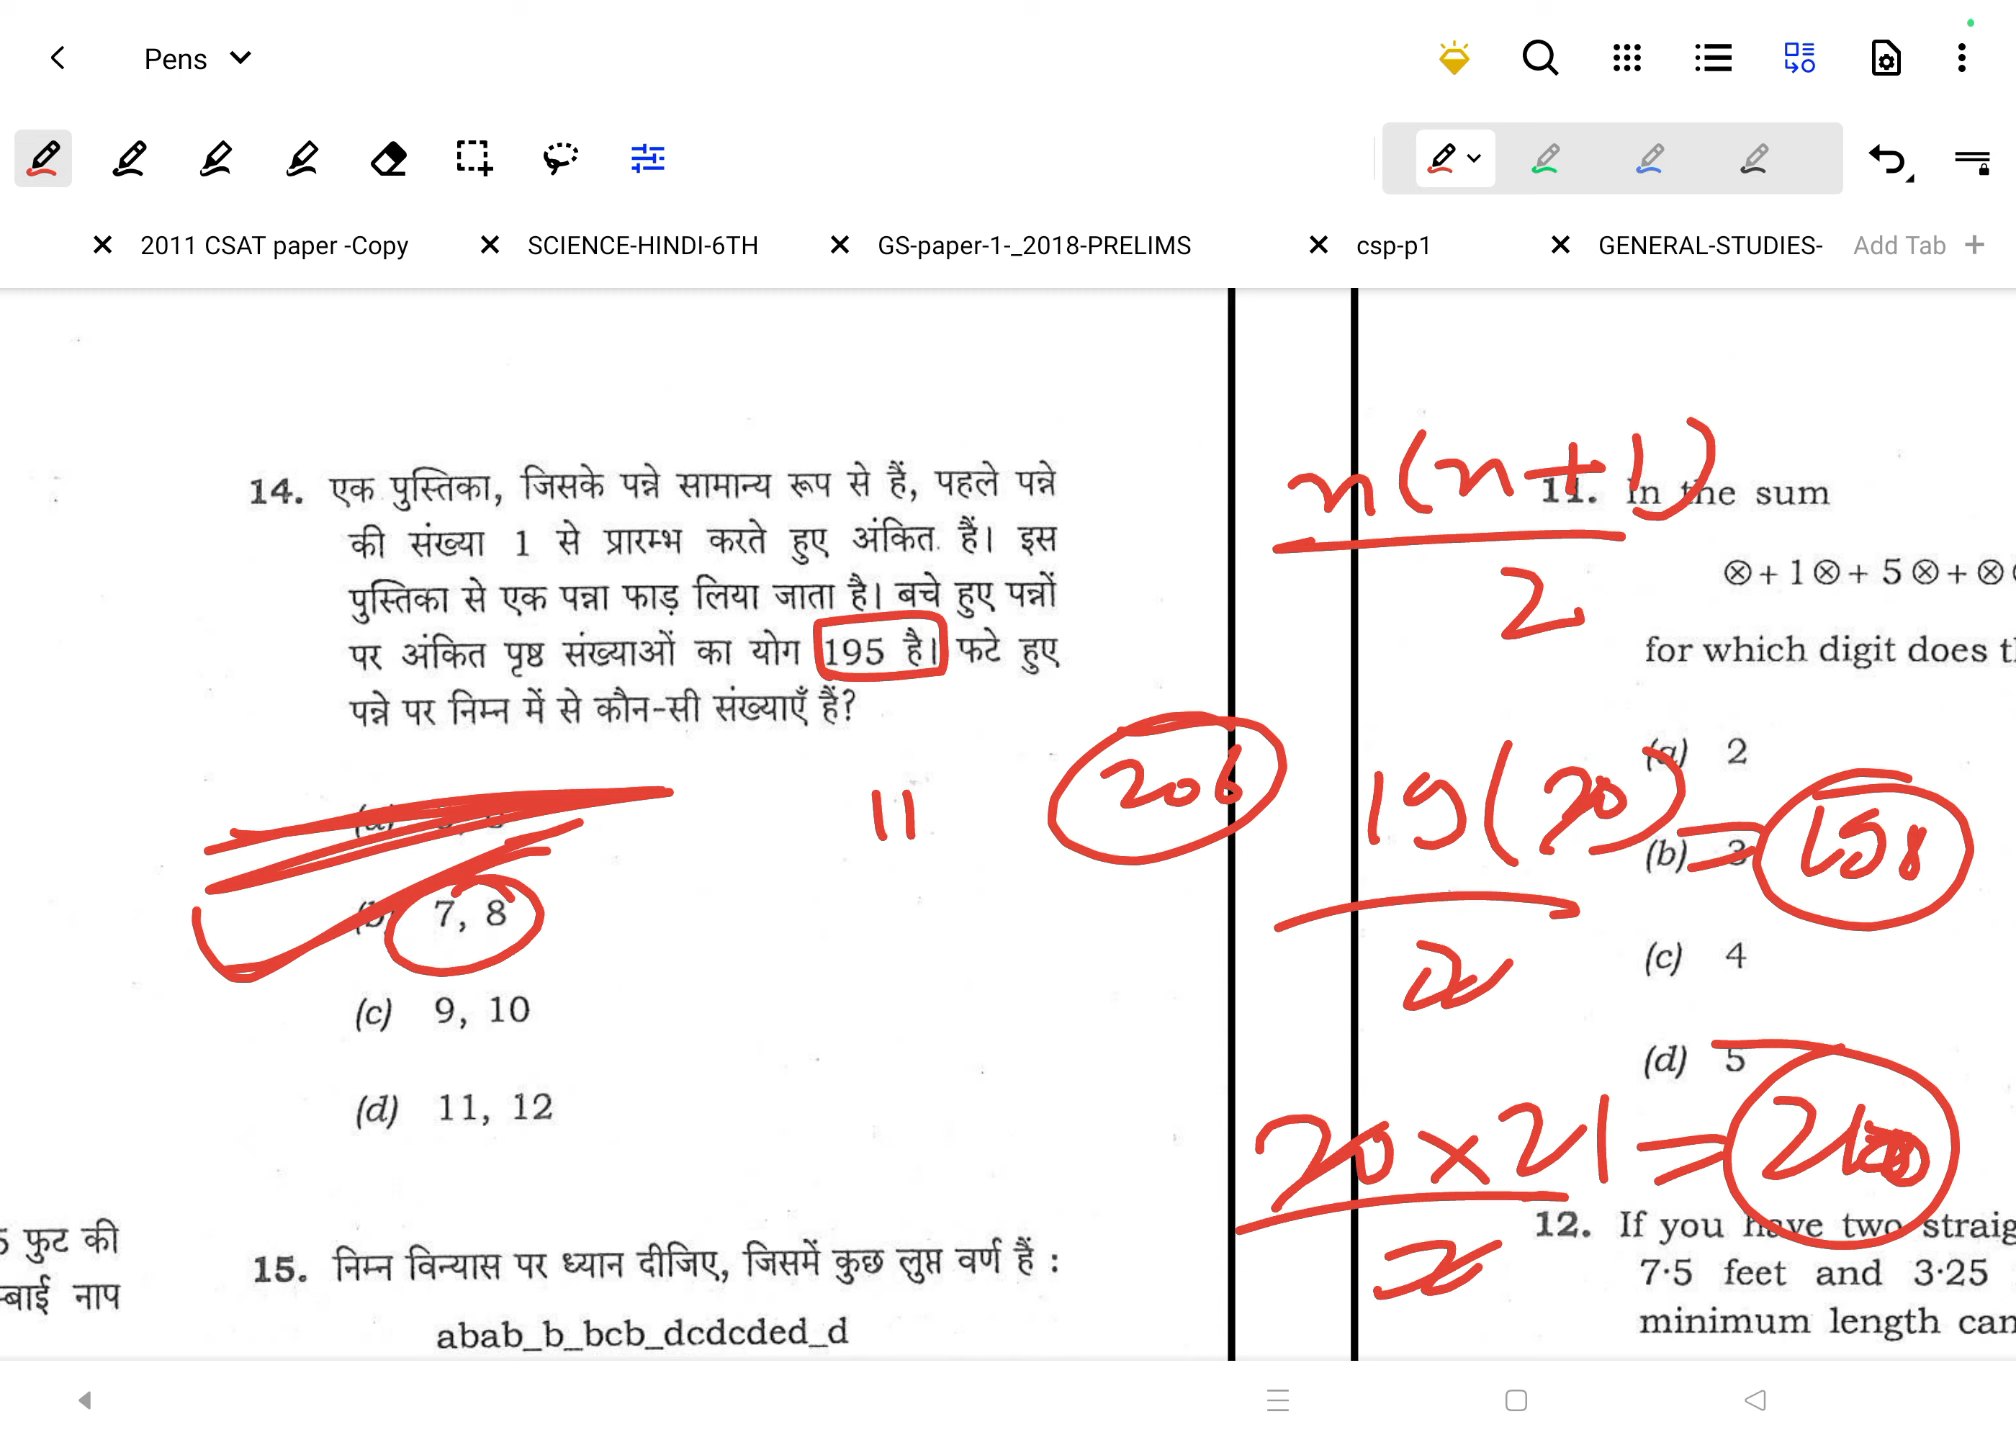 Pens
2011 CSAT paper -Copy
SCIENCE-HINDI-6TH
GS-paper-1-_2018-PRELIMS
csp-p1
GENERAL-STUDIES-
Add Tab +
14. एक पुस्तिका, जिसके पन्ने सामान्य रूप से हैं, पहले पन्ने
की संख्या 1 से प्रारम्भ करते हुए अंकित हैं। इस
पुस्तिका से एक पन्ना फाड़ लिया जाता है। बचे हुए पन्नों
पर अंकित पृष्ठ संख्याओं का योग 195 है। फटे हुए
पन्ने पर निम्न में से कौन-सी संख्याएँ हैं?
(a)
(b) 7, 8
(c) 9, 10
(d) 11, 12
11
206
15. निम्न विन्यास पर ध्यान दीजिए, जिसमें कुछ लुप्त वर्ण हैं :
abab_b_bcb_dcdcded_d
फुट की
म्बाई नाप
n(n+1)
2
11. In the sum
⊗ + 1⊗ + 5⊗ + ⊗
for which digit does
(a) 2
(b) 3
(c) 4
(d) 5
19(20) =
20 × 21 =
12. If you have two straig
7·5 feet and 3·25
minimum length can